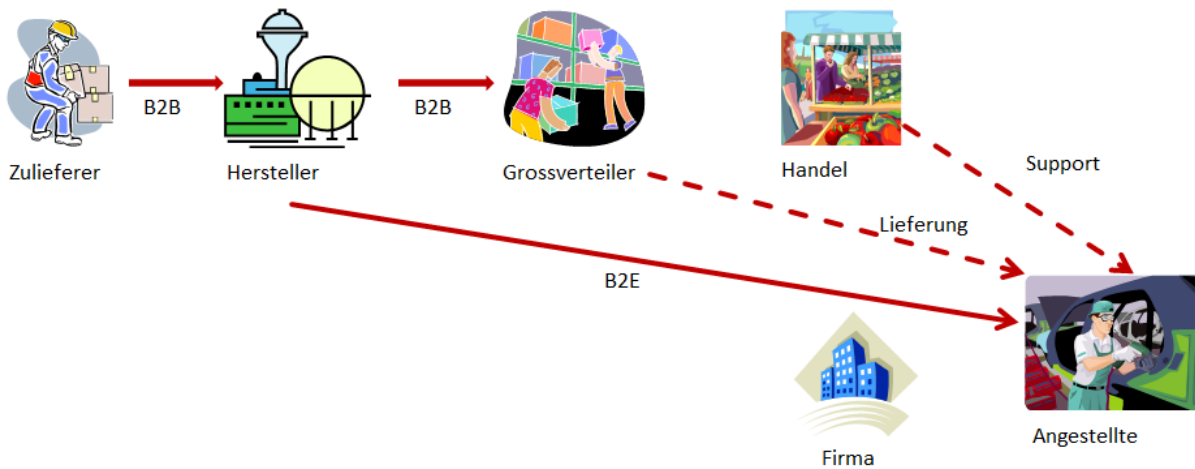 B2B
B2B
Zulieferer
Hersteller
Grossverteiler
Handel
Support
Lieferung
B2E
Angestellte
Firma